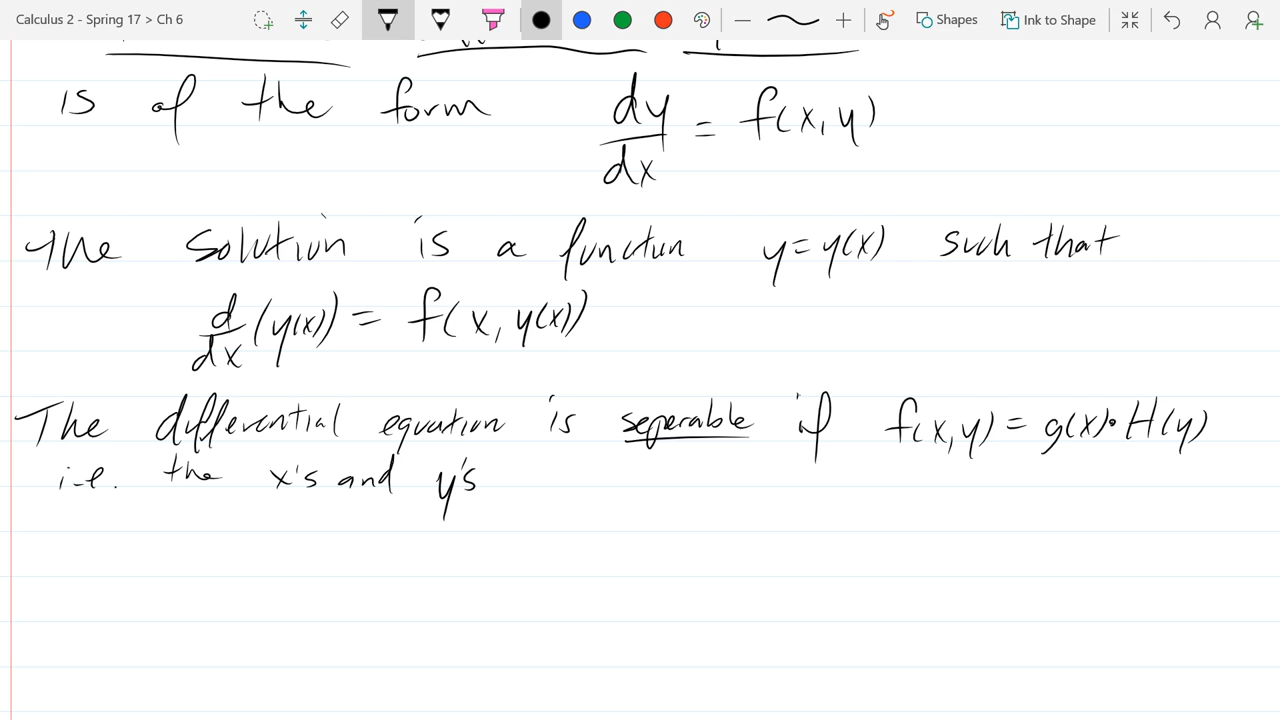 Calculus 2 - Spring 17 > Ch 6 Shapes Ink to Shape
is of the form dy/dx = f(x,y)
The solution is a functiun y=y(x) such that
d/dx (y(x)) = f(x, y(x))
The differential equation is seperable if f(x,y) = g(x)•H(y)
i.e. the x's and y's